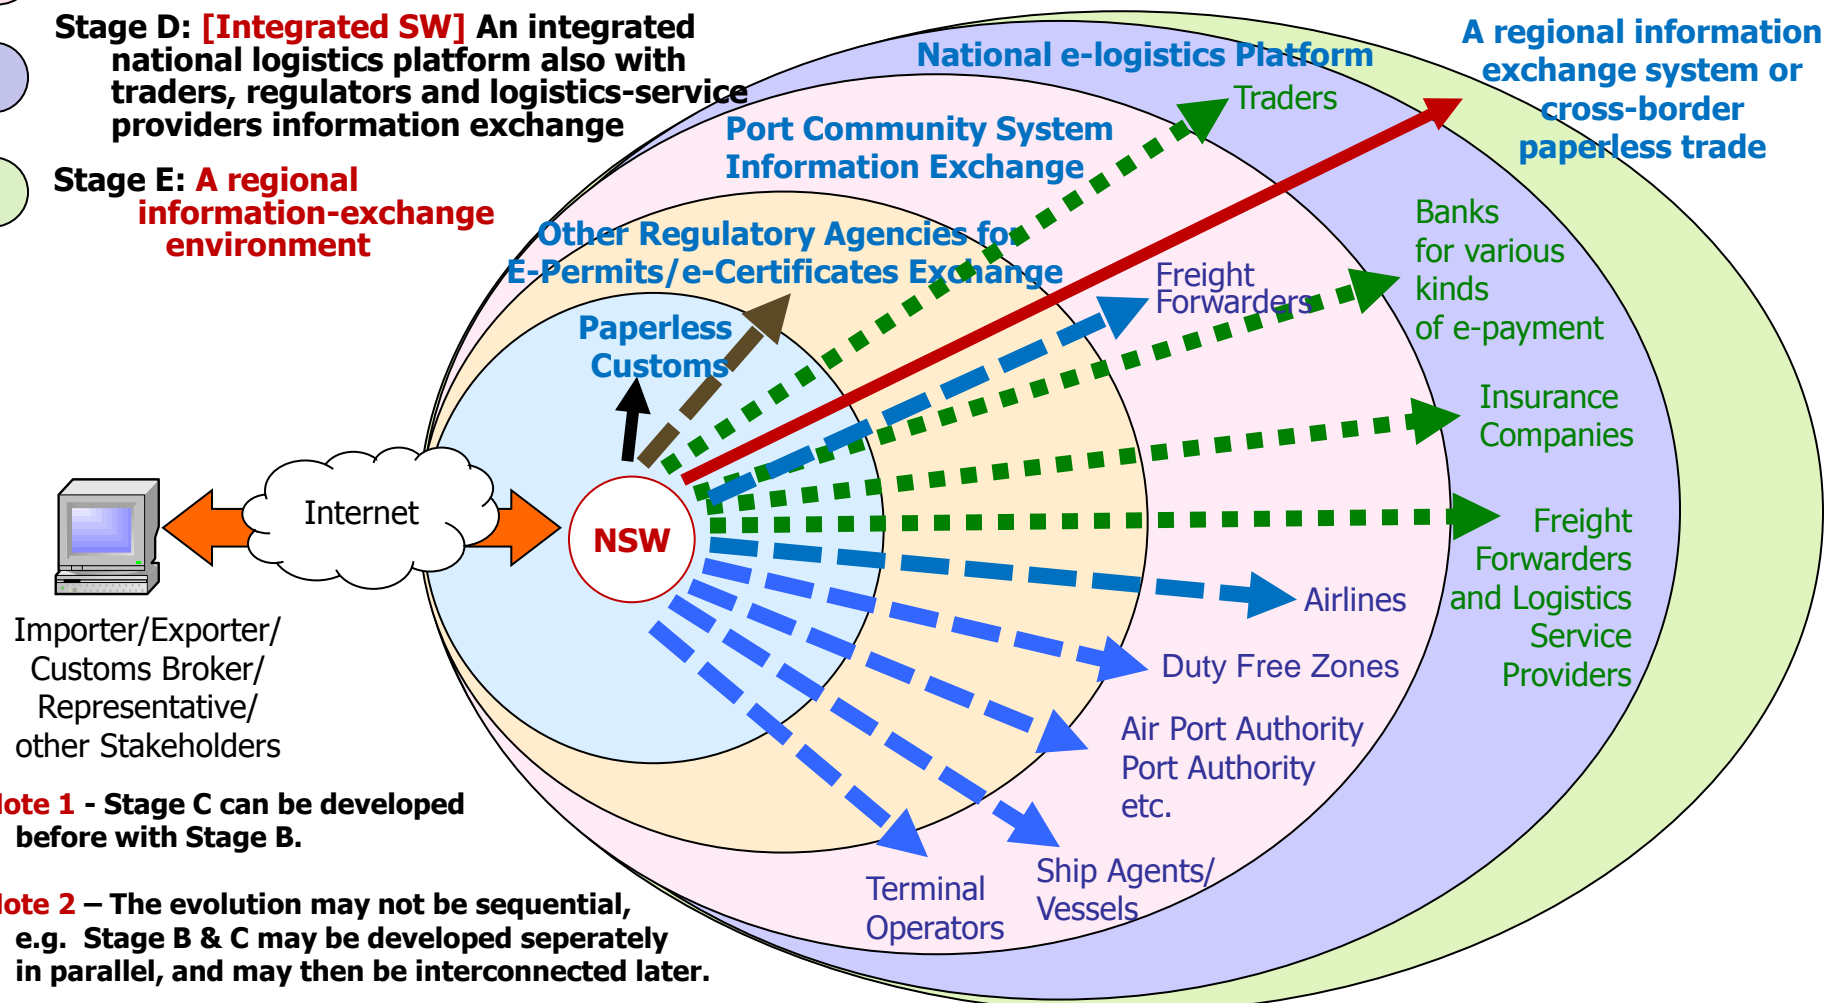 Stage D: [Integrated SW] An integrated
national logistics platform also with
traders, regulators and logistics-service
providers information exchange
Stage E: A regional
information-exchange
environment
National e-logistics Platform
A regional information
exchange system or
cross-border
paperless trade
Traders
Port Community System
Information Exchange
Banks
for various
kinds
of e-payment
Other Regulatory Agencies for
E-Permits/e-Certificates Exchange
Freight
Forwarders
Paperless
Customs
Insurance
Companies
Internet
NSW
Freight
Forwarders
and Logistics
Service
Providers
Airlines
Importer/Exporter/
Customs Broker/
Representative/
other Stakeholders
Duty Free Zones
Air Port Authority
Port Authority
etc.
Ship Agents/
Vessels
Terminal
Operators
ote 1 - Stage C can be developed
before with Stage B.
ote 2 – The evolution may not be sequential,
e.g. Stage B & C may be developed seperately
in parallel, and may then be interconnected later.